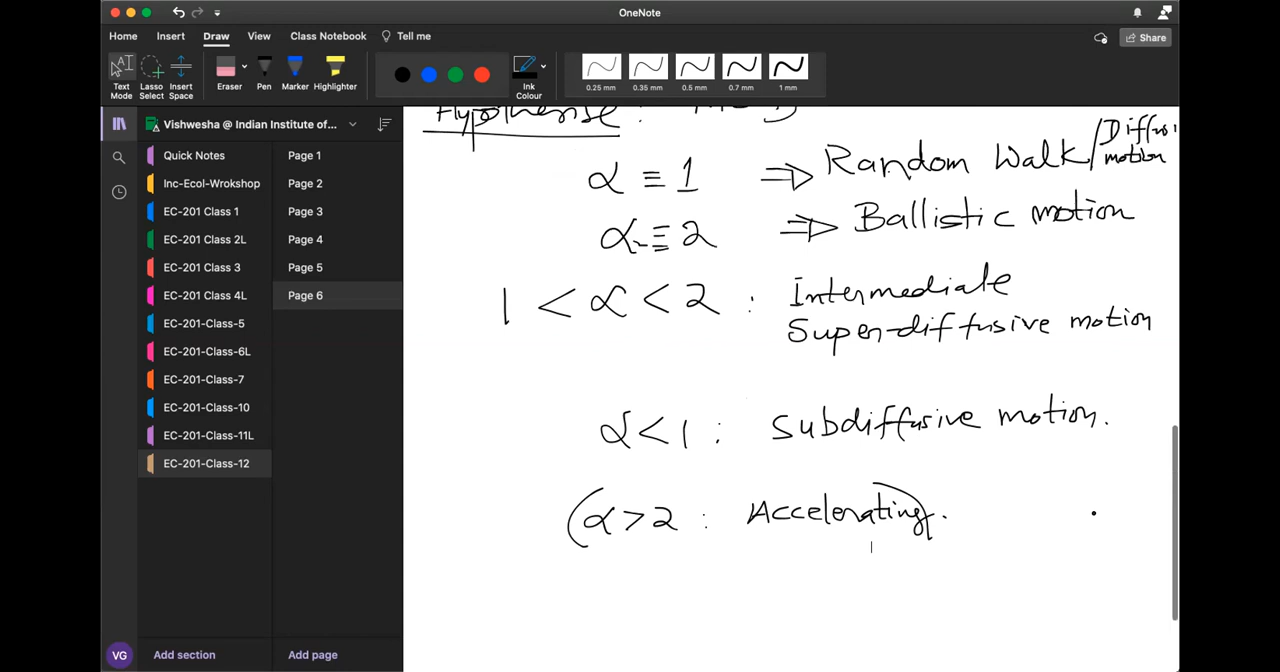 OneNote
Home Insert Draw View Class Notebook Tell me
Share
Text Mode
Lasso Select
Insert Space
Eraser
Pen
Marker
Highlighter
Ink Colour
0.25 mm 0.35 mm 0.5 mm 0.7 mm 1 mm
Vishwesha @ Indian Institute of...
Quick Notes
Inc-Ecol-Wrokshop
EC-201 Class 1
EC-201 Class 2L
EC-201 Class 3
EC-201 Class 4L
EC-201-Class-5
EC-201-Class-6L
EC-201-Class-7
EC-201-Class-10
EC-201-Class-11L
EC-201-Class-12
Page 1
Page 2
Page 3
Page 4
Page 5
Page 6
Hypothesise :
α ≡ 1 ⇒ Random Walk / Diffusi motion
α ≡ 2 ⇒ Ballistic motion
1 < α < 2 : Intermediate
Super-diffusive motion
α < 1 : Subdiffusive motion.
(α > 2 : Accelerating).
VG
Add section
Add page